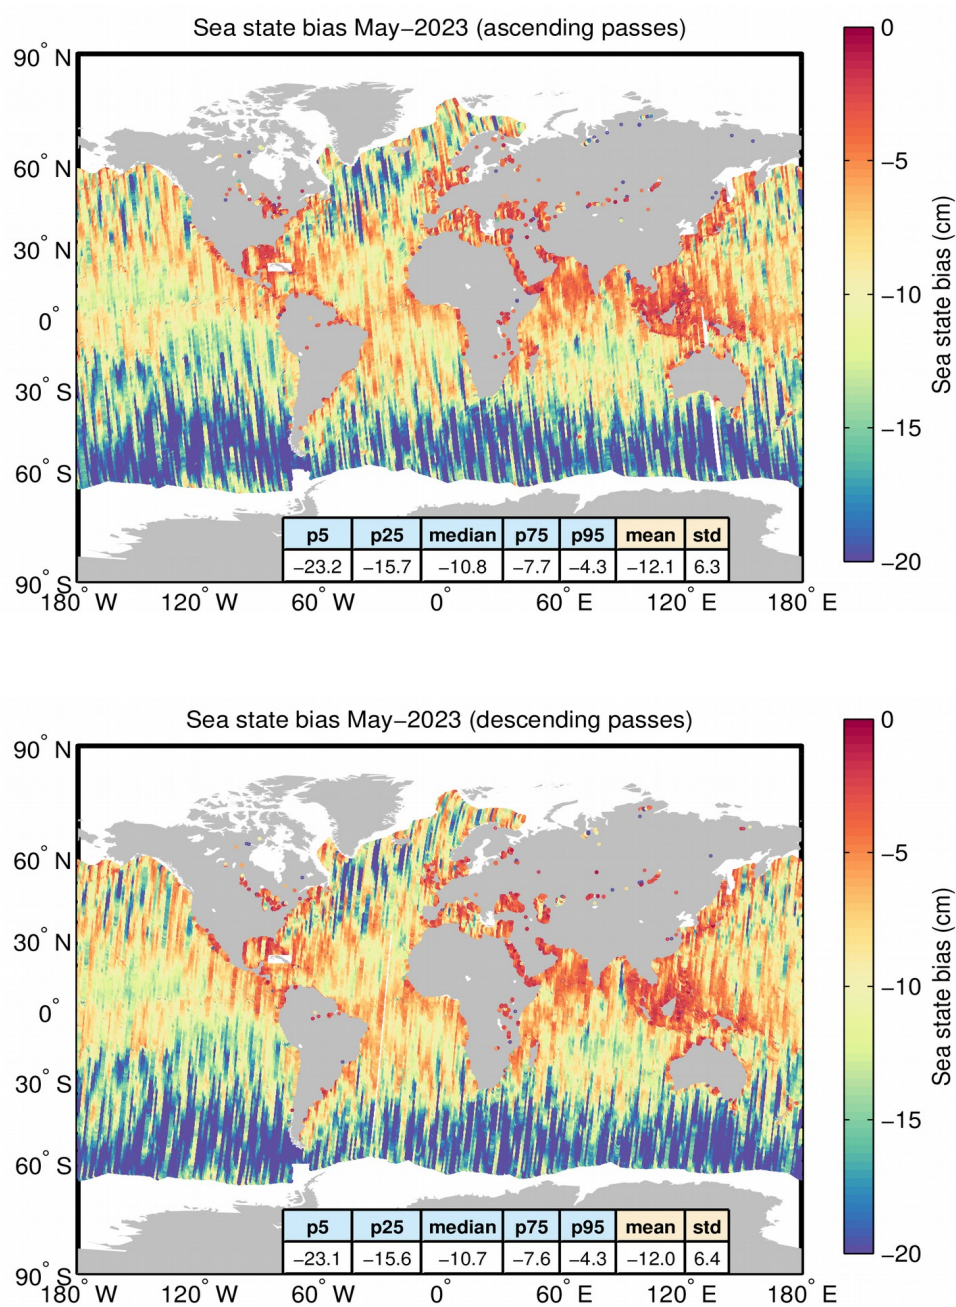 Sea state bias May−2023 (ascending passes)
90° N
60° N
30° N
0°
30° S
60° S
90° S
180° W 120° W 60° W 0° 60° E 120° E 180° E
p5 p25 median p75 p95 mean std
−23.2 −15.7 −10.8 −7.7 −4.3 −12.1 6.3
0
−5
−10
−15
−20
Sea state bias (cm)
Sea state bias May−2023 (descending passes)
90° N
60° N
30° N
0°
30° S
60° S
90° S
180° W 120° W 60° W 0° 60° E 120° E 180° E
p5 p25 median p75 p95 mean std
−23.1 −15.6 −10.7 −7.6 −4.3 −12.0 6.4
0
−5
−10
−15
−20
Sea state bias (cm)